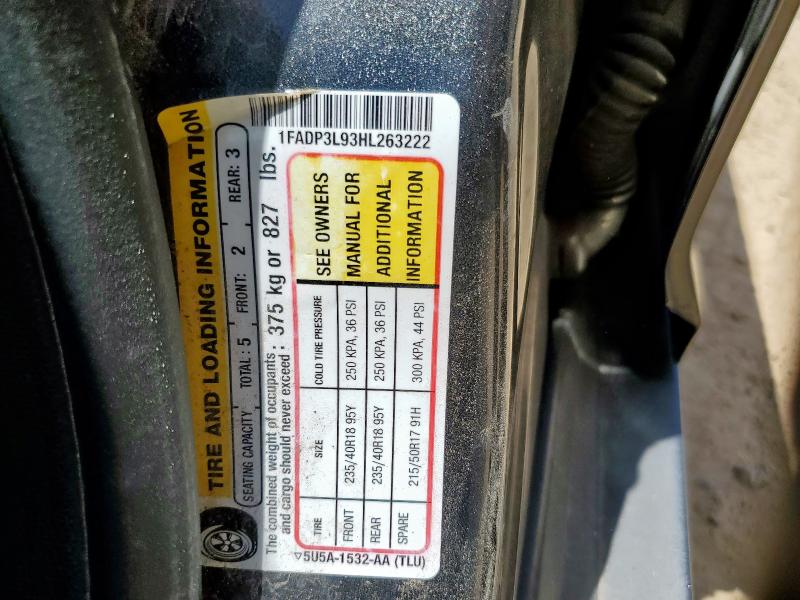 1FADP3L93HL263222
TIRE AND LOADING INFORMATION
SEATING CAPACITY TOTAL : 5 FRONT: 2 REAR: 3
The combined weight of occupants and cargo should never exceed : 375 kg or 827 lbs.
TIRE SIZE COLD TIRE PRESSURE SEE OWNERS
FRONT 235/40R18 95Y 250 KPA, 36 PSI MANUAL FOR
REAR 235/40R18 95Y 250 KPA, 36 PSI ADDITIONAL
SPARE 215/50R17 91H 300 KPA, 44 PSI INFORMATION
5U5A-1532-AA (TLU)